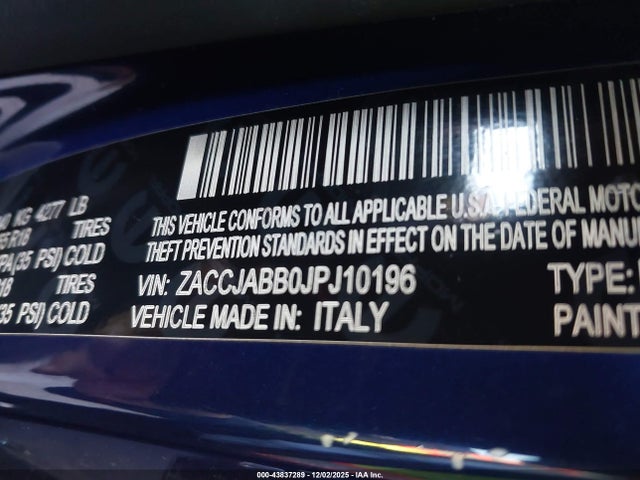 KG 4277 LB
R18 TIRES
(35 PSI) COLD
TIRES
PSI) COLD
THIS VEHICLE CONFORMS TO ALL APPLICABLE U.S.A. FEDERAL MOTO
THEFT PREVENTION STANDARDS IN EFFECT ON THE DATE OF MANU
VIN: ZACCJABB0JPJ10196 TYPE:
VEHICLE MADE IN: ITALY PAINT
000-43837289 - 12/02/2025 - IAA Inc.